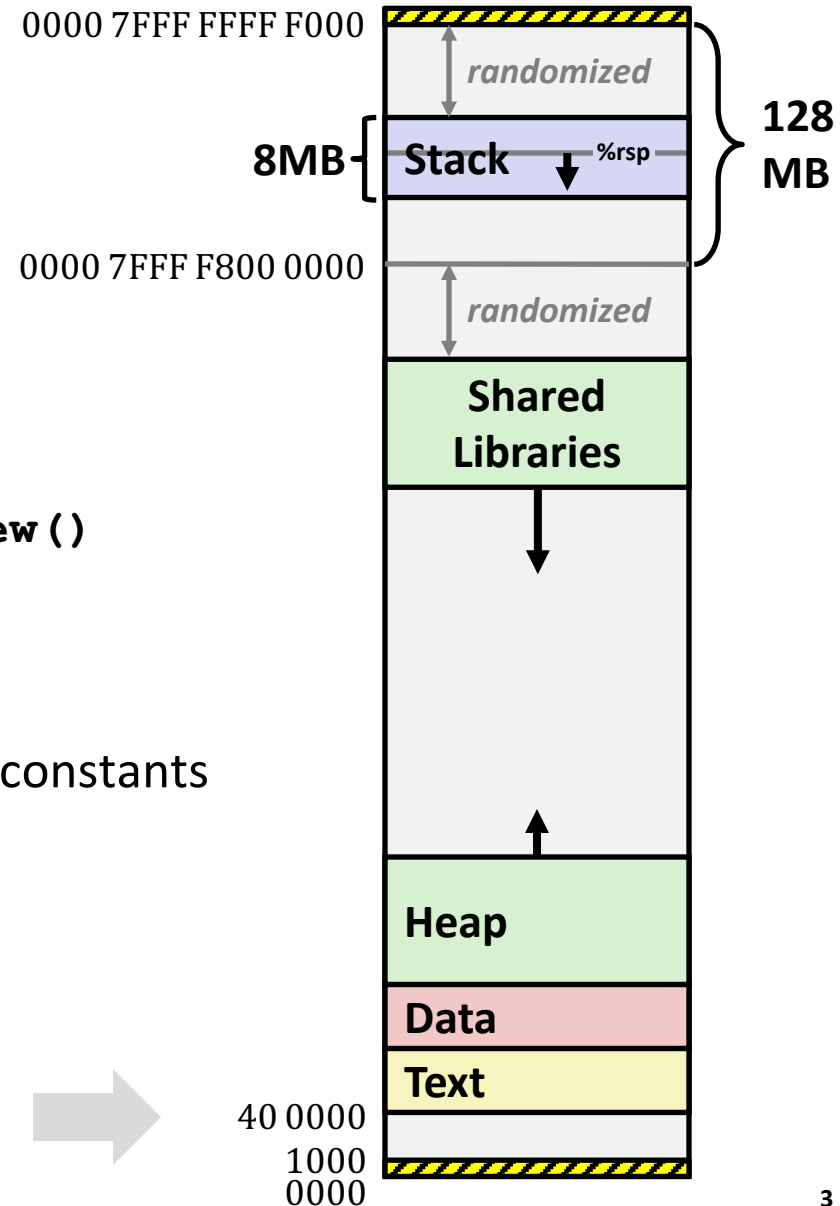 0000 7FFF FFFF F000
randomized
128
MB
8MB
Stack
%rsp
0000 7FFF F800 0000
randomized
Shared
Libraries
ew()
constants
Heap
Data
Text
40 0000
1000
0000
3